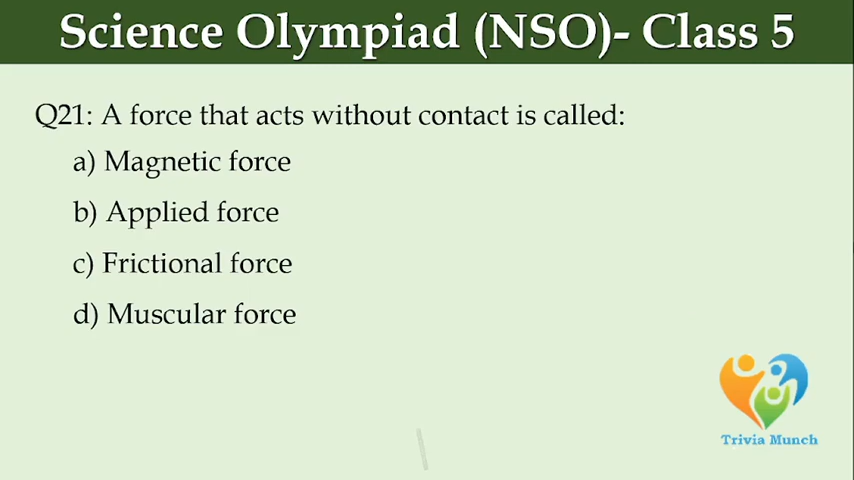 Science Olympiad (NSO)- Class 5
Q21: A force that acts without contact is called:
a) Magnetic force
b) Applied force
c) Frictional force
d) Muscular force
Trivia Munch